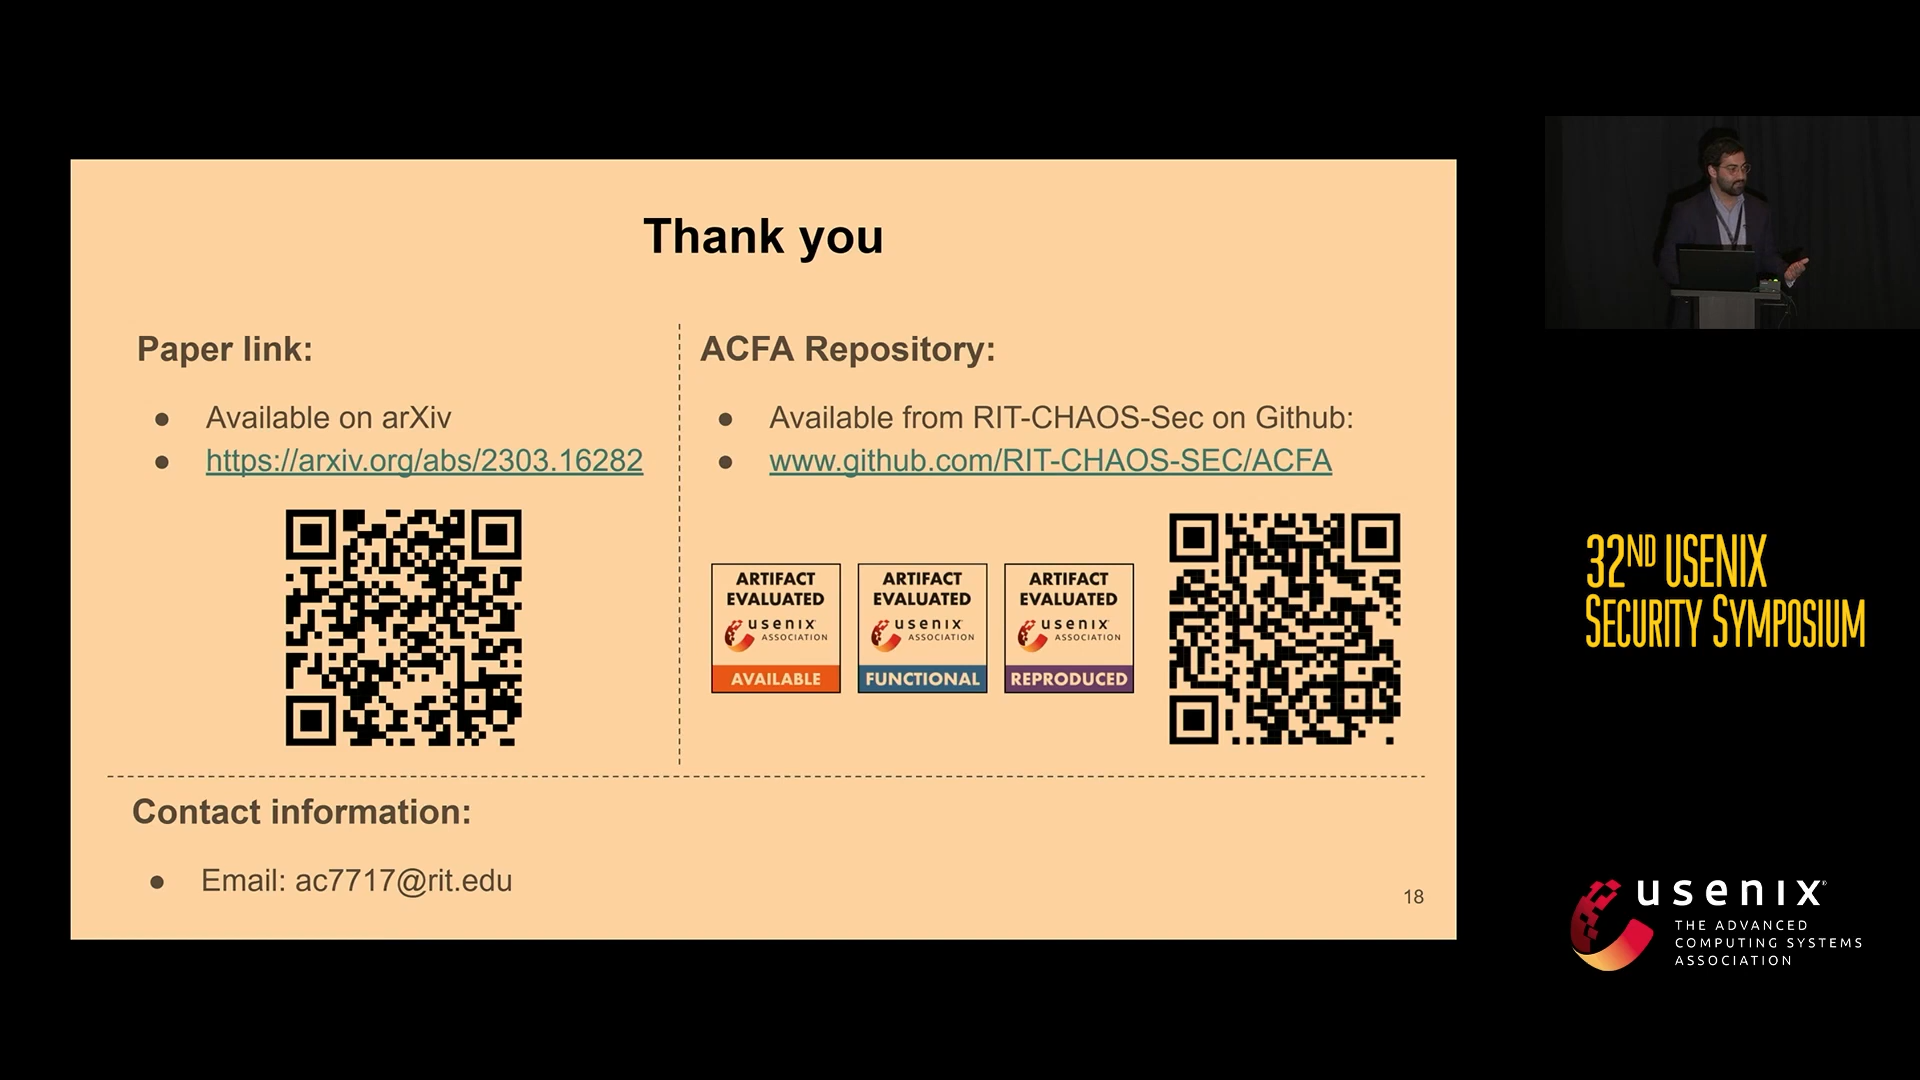 Thank you
Paper link:
● Available on arXiv
● https://arxiv.org/abs/2303.16282
ACFA Repository:
● Available from RIT-CHAOS-Sec on Github:
● www.github.com/RIT-CHAOS-SEC/ACFA
ARTIFACT
EVALUATED
usenix
ASSOCIATION
AVAILABLE
ARTIFACT
EVALUATED
usenix
ASSOCIATION
FUNCTIONAL
ARTIFACT
EVALUATED
usenix
ASSOCIATION
REPRODUCED
Contact information:
● Email: ac7717@rit.edu
18
32ND USENIX
SECURITY SYMPOSIUM
usenix®
THE ADVANCED
COMPUTING SYSTEMS
ASSOCIATION